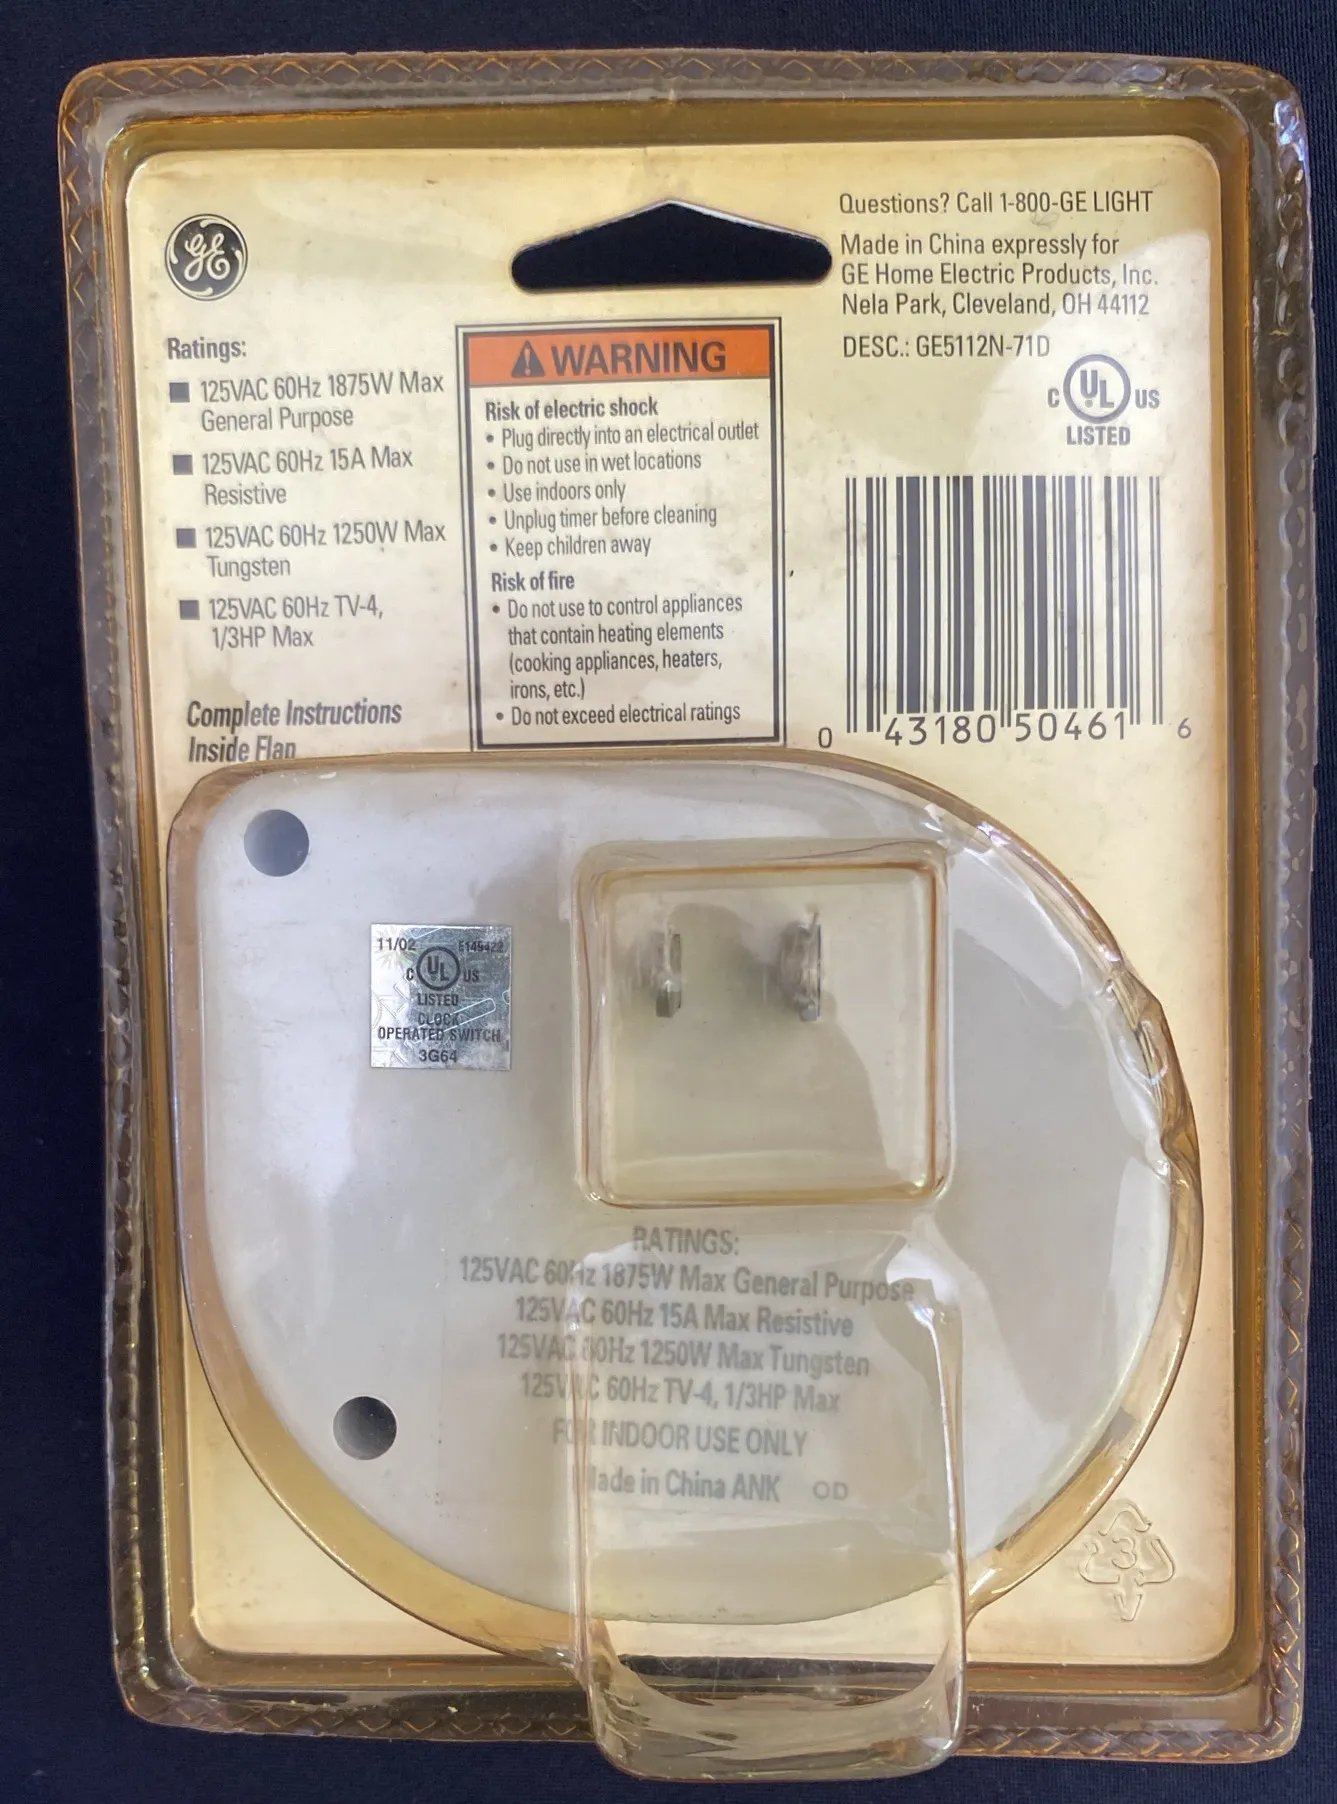 GE
Ratings:
125VAC 60Hz 1875W Max
General Purpose
125VAC 60Hz 15A Max
Resistive
125VAC 60Hz 1250W Max
Tungsten
125VAC 60Hz TV-4,
1/3HP Max
Complete Instructions
Inside Flap
WARNING
Risk of electric shock
• Plug directly into an electrical outlet
• Do not use in wet locations
• Use indoors only
• Unplug timer before cleaning
• Keep children away
Risk of fire
• Do not use to control appliances
that contain heating elements
(cooking appliances, heaters,
irons, etc.)
• Do not exceed electrical ratings
Questions? Call 1-800-GE LIGHT
Made in China expressly for
GE Home Electric Products, Inc.
Nela Park, Cleveland, OH 44112
DESC.: GE5112N-71D
C UL US
LISTED
0 43180 50461 6
11/02 E149422
C UL US
LISTED
CLOCK
OPERATED SWITCH
3G64
RATINGS:
125VAC 60Hz 1875W Max General Purpose
125VAC 60Hz 15A Max Resistive
125VAC 60Hz 1250W Max Tungsten
125VAC 60Hz TV-4, 1/3HP Max
FOR INDOOR USE ONLY
Made in China ANK OD
3